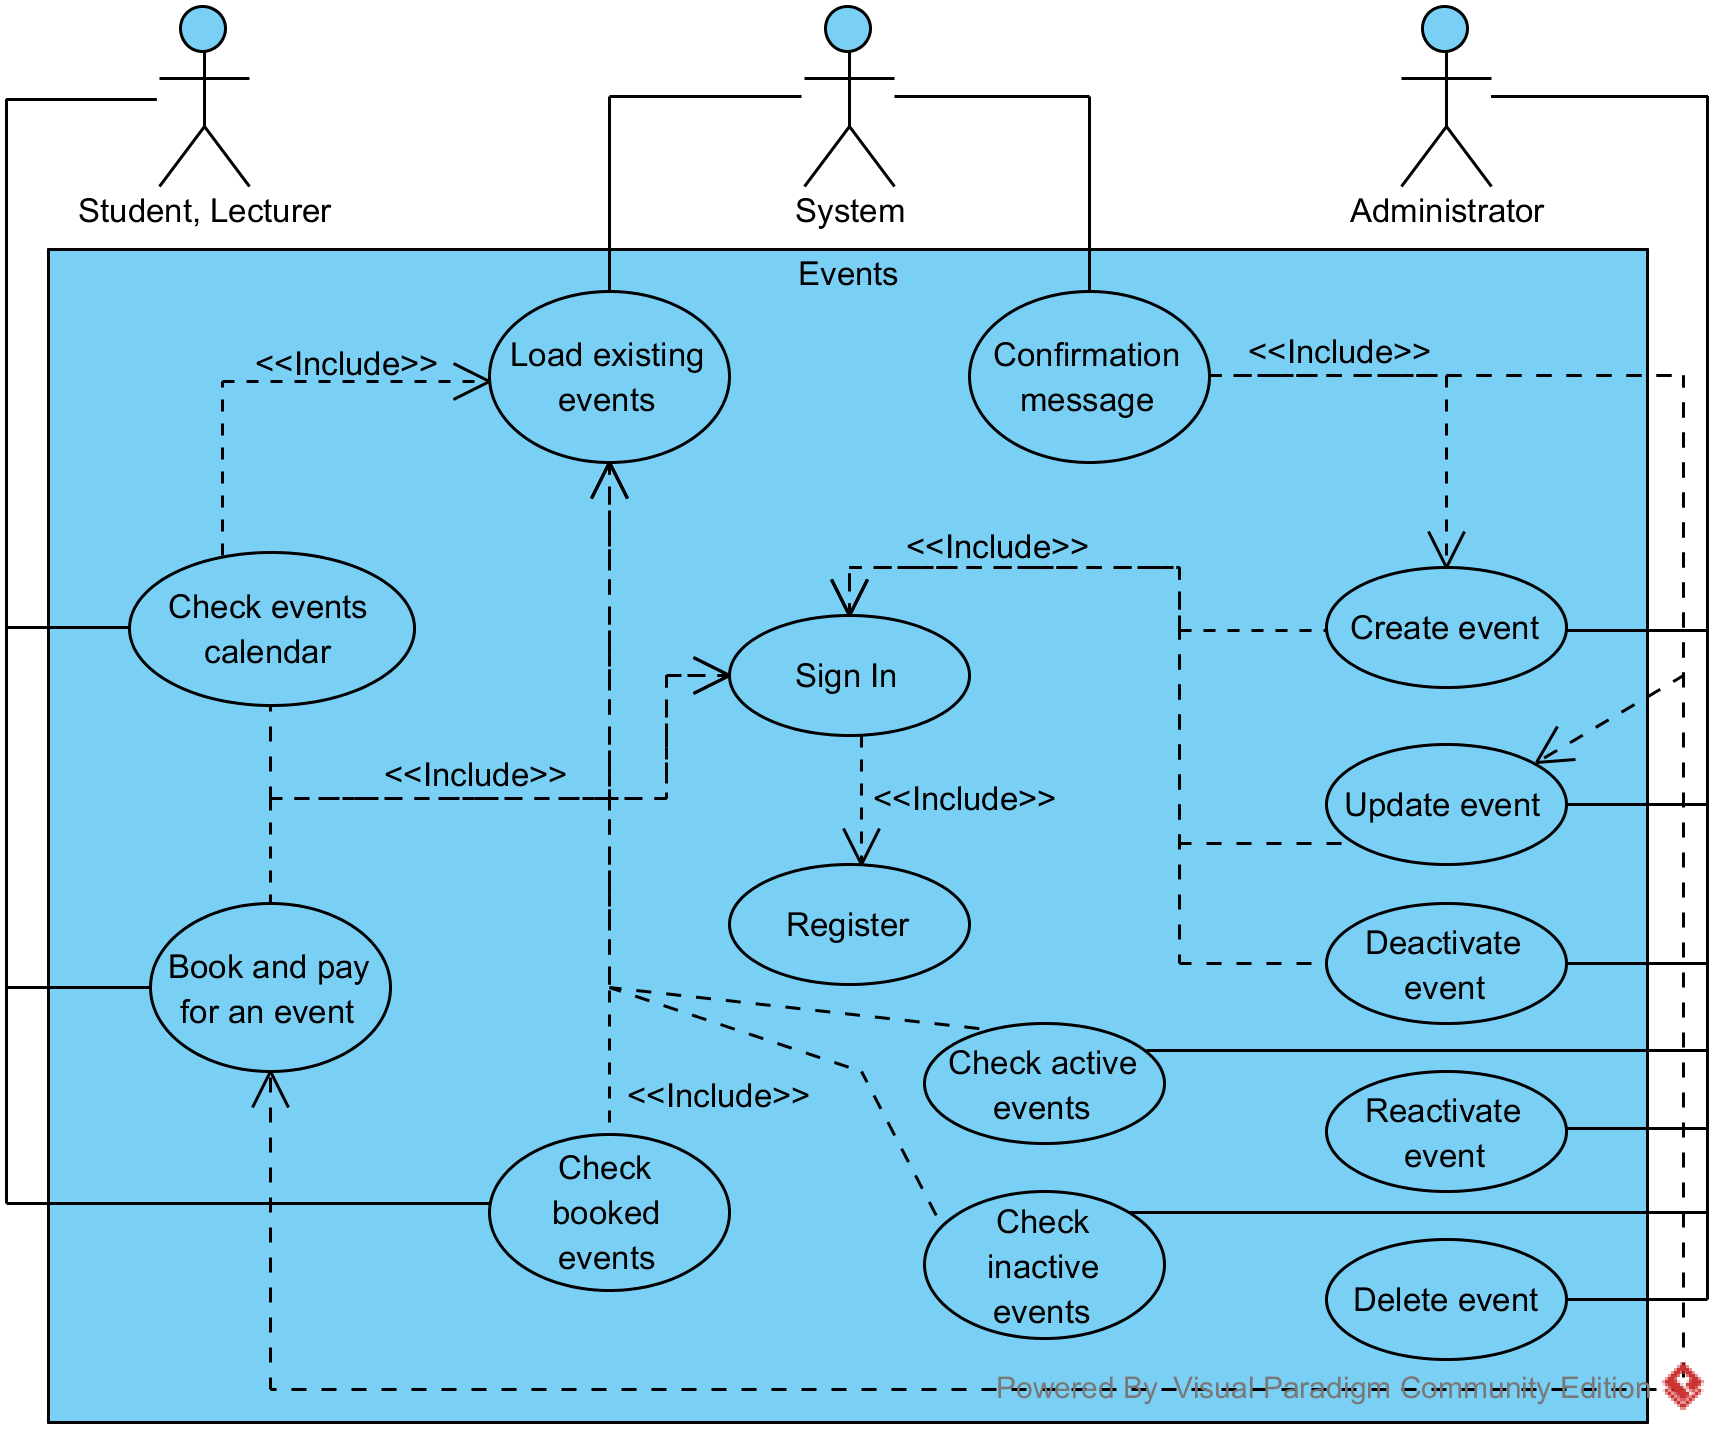 Student, Lecturer
System
Administrator
Events
<<Include>>
Load existing
events
Confirmation
message
<<Include>>
<<Include>>
Check events
calendar
Sign In
Create event
<<Include>>
<<Include>>
Update event
Register
Book and pay
for an event
Deactivate
event
Check active
events
<<Include>>
Reactivate
event
Check
booked
events
Check
inactive
events
Delete event
Powered By Visual Paradigm Community Edition